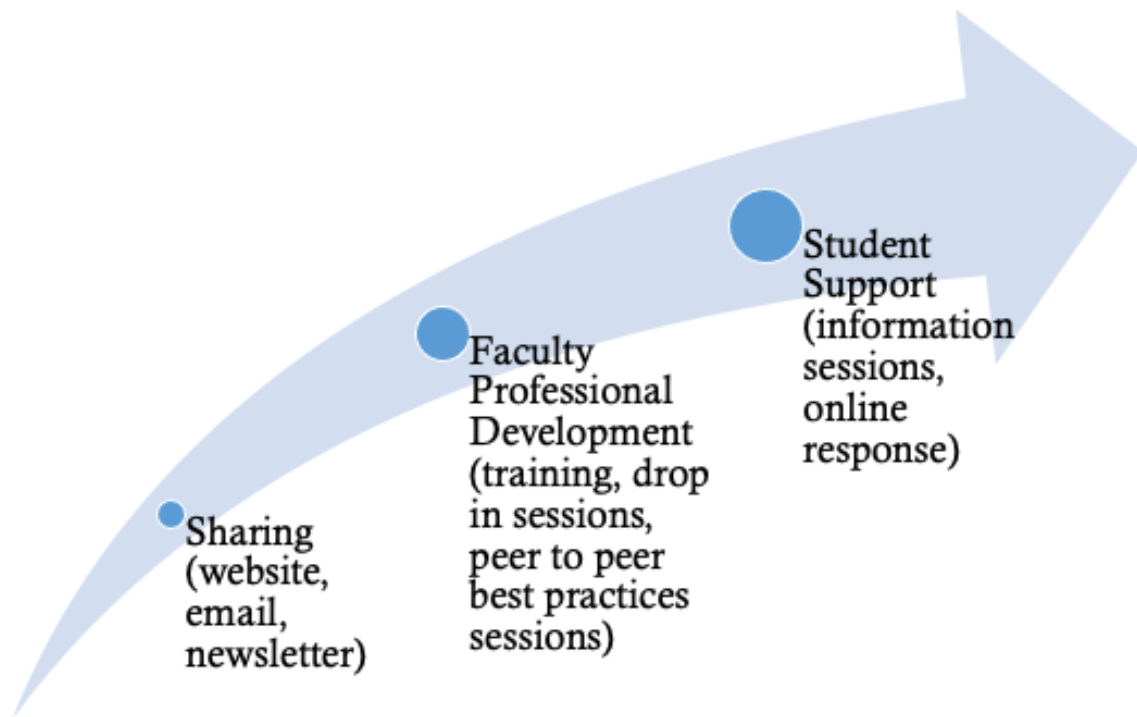 Sharing
(website,
email,
newsletter)
Faculty
Professional
Development
(training, drop
in sessions,
peer to peer
best practices
sessions)
Student
Support
(information
sessions,
online
response)